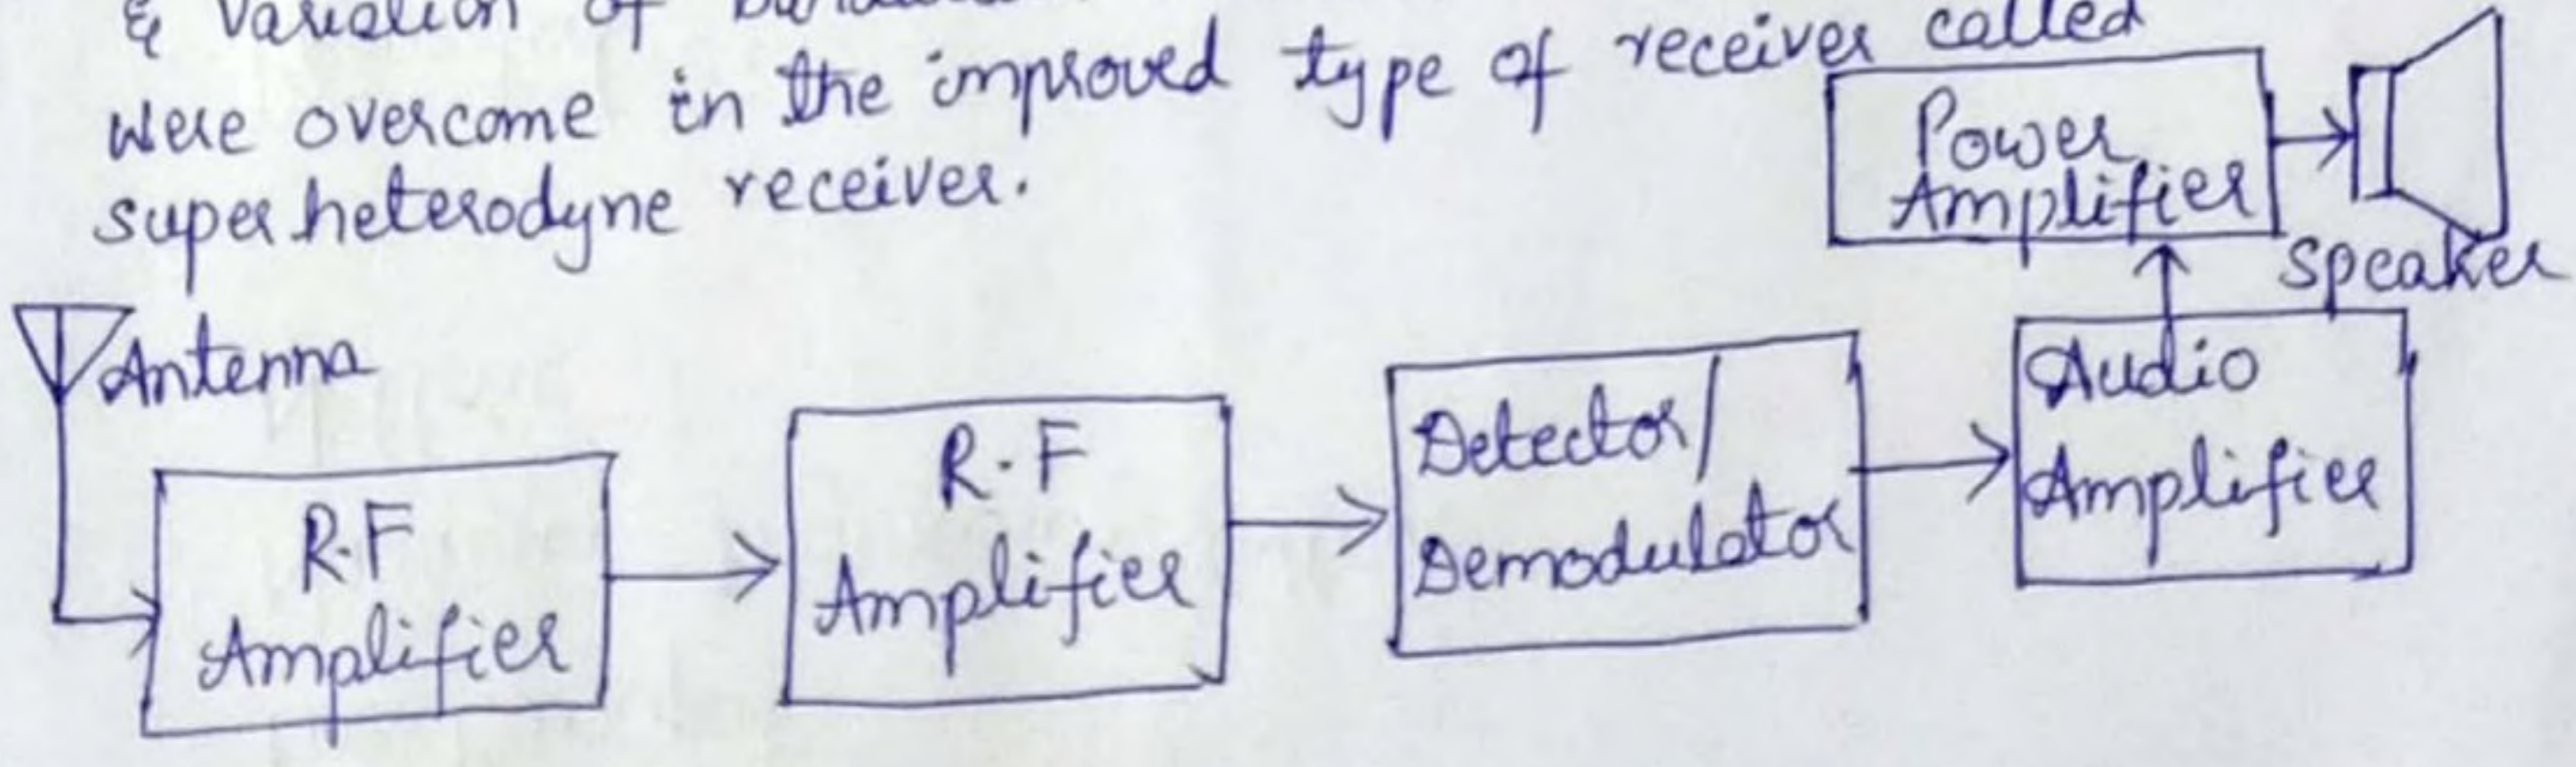 & variation of
were overcome in the improved type of receiver called
superheterodyne receiver.
Power
Amplifier
speaker
Antenna
R.F
Amplifier
R.F
Amplifier
Detector/
Demodulator
Audio
Amplifier